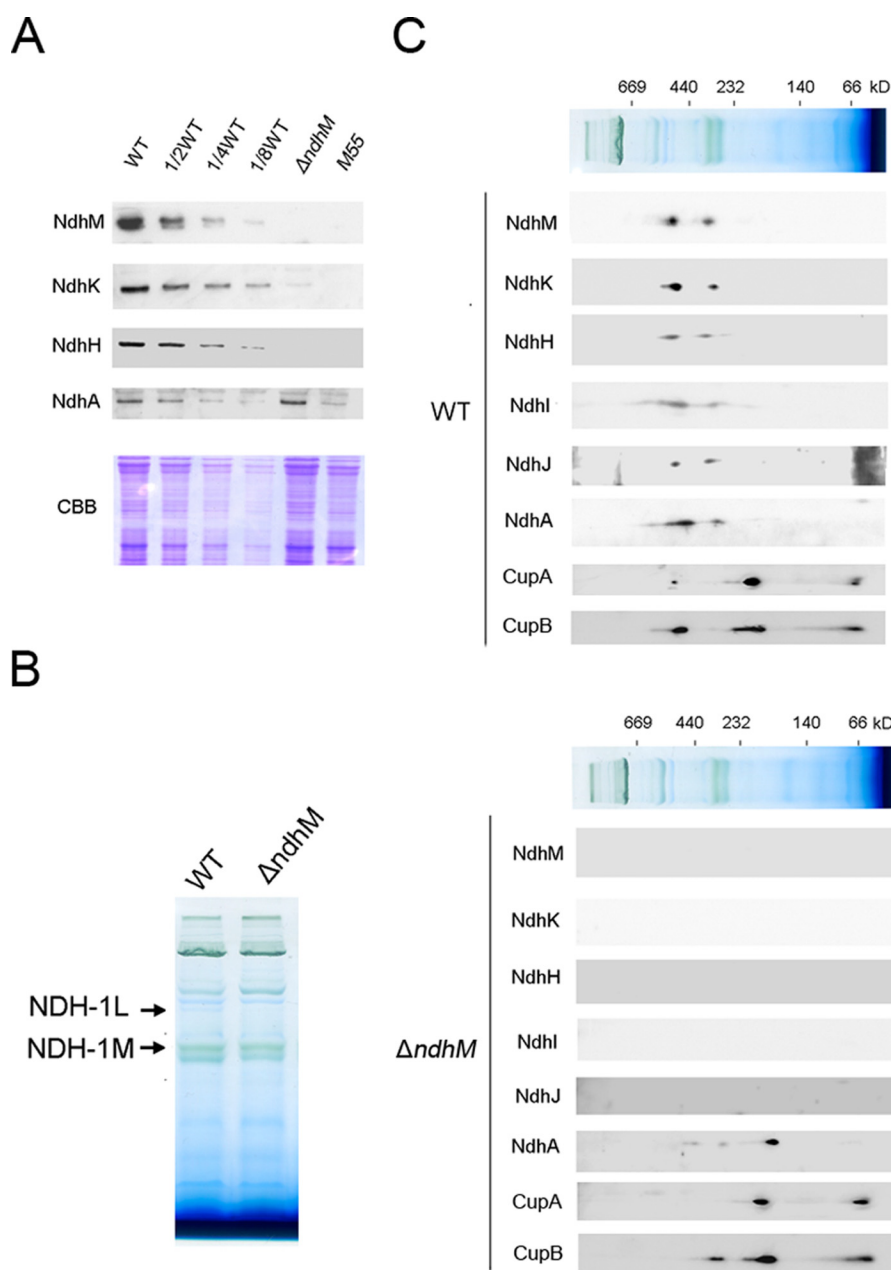 A
WT 1/2WT 1/4WT 1/8WT ΔndhM M55
NdhM
NdhK
NdhH
NdhA
CBB
B
WT ΔndhM
NDH-1L
NDH-1M
C
669 440 232 140 66 kD
WT
NdhM
NdhK
NdhH
NdhI
NdhJ
NdhA
CupA
CupB
669 440 232 140 66 kD
ΔndhM
NdhM
NdhK
NdhH
NdhI
NdhJ
NdhA
CupA
CupB